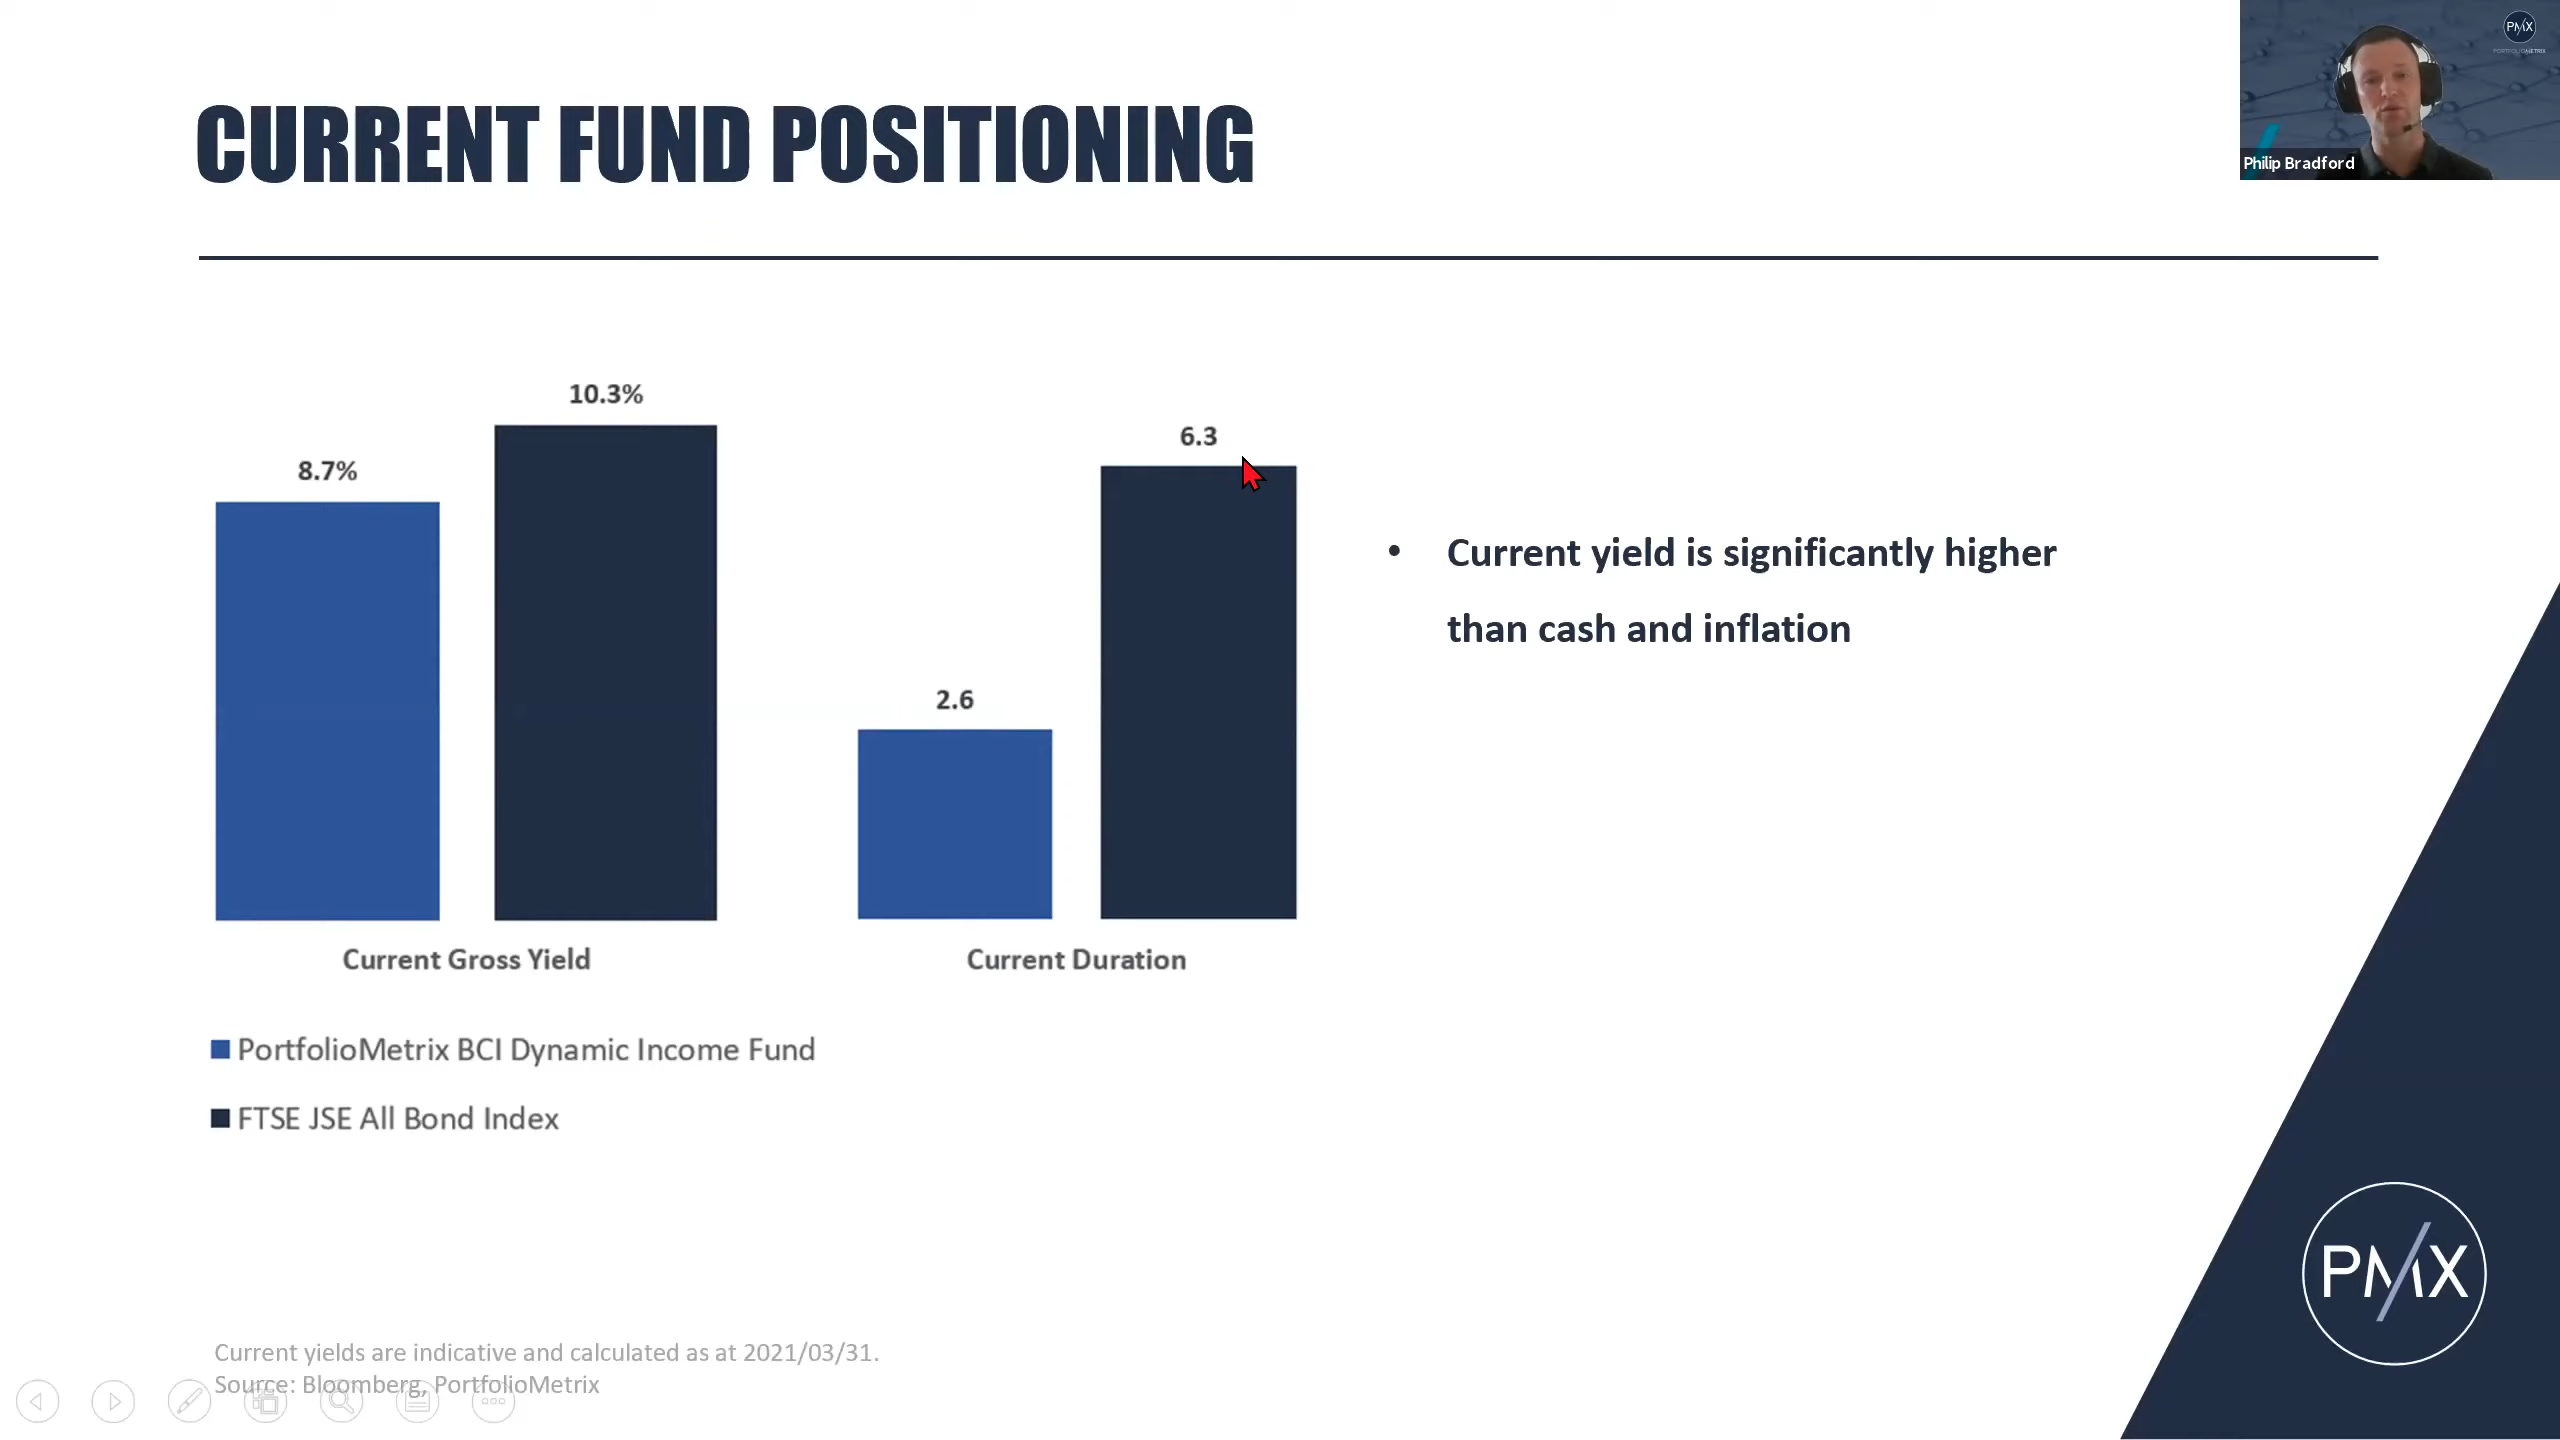 PMX
PORTFOLIOMETRIX
Philip Bradford
CURRENT FUND POSITIONING
10.3%
8.7%
6.3
2.6
Current Gross Yield
Current Duration
PortfolioMetrix BCI Dynamic Income Fund
FTSE JSE All Bond Index
• Current yield is significantly higher
than cash and inflation
PMX
Current yields are indicative and calculated as at 2021/03/31.
Source: Bloomberg, PortfolioMetrix